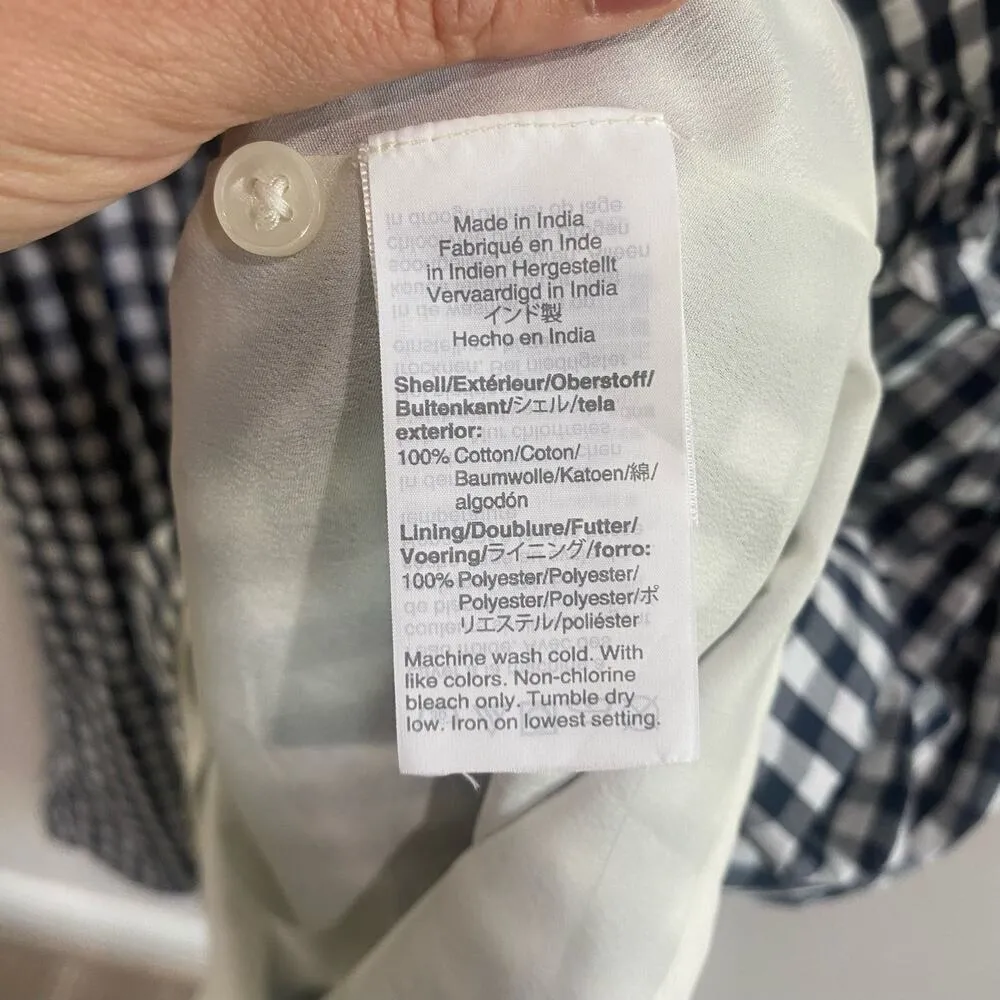 Made in India
Fabriqué en Inde
in Indien Hergestellt
Vervaardigd in India
インド製
Hecho en India
Shell/Extérieur/Oberstoff/
Buitenkant/シェル/tela
exterior:
100% Cotton/Coton/
Baumwolle/Katoen/綿/
algodón
Lining/Doublure/Futter/
Voering/ライニング/forro:
100% Polyester/Polyester/
Polyester/Polyester/ポ
リエステル/poliéster
Machine wash cold. With
like colors. Non-chlorine
bleach only. Tumble dry
low. Iron on lowest setting.